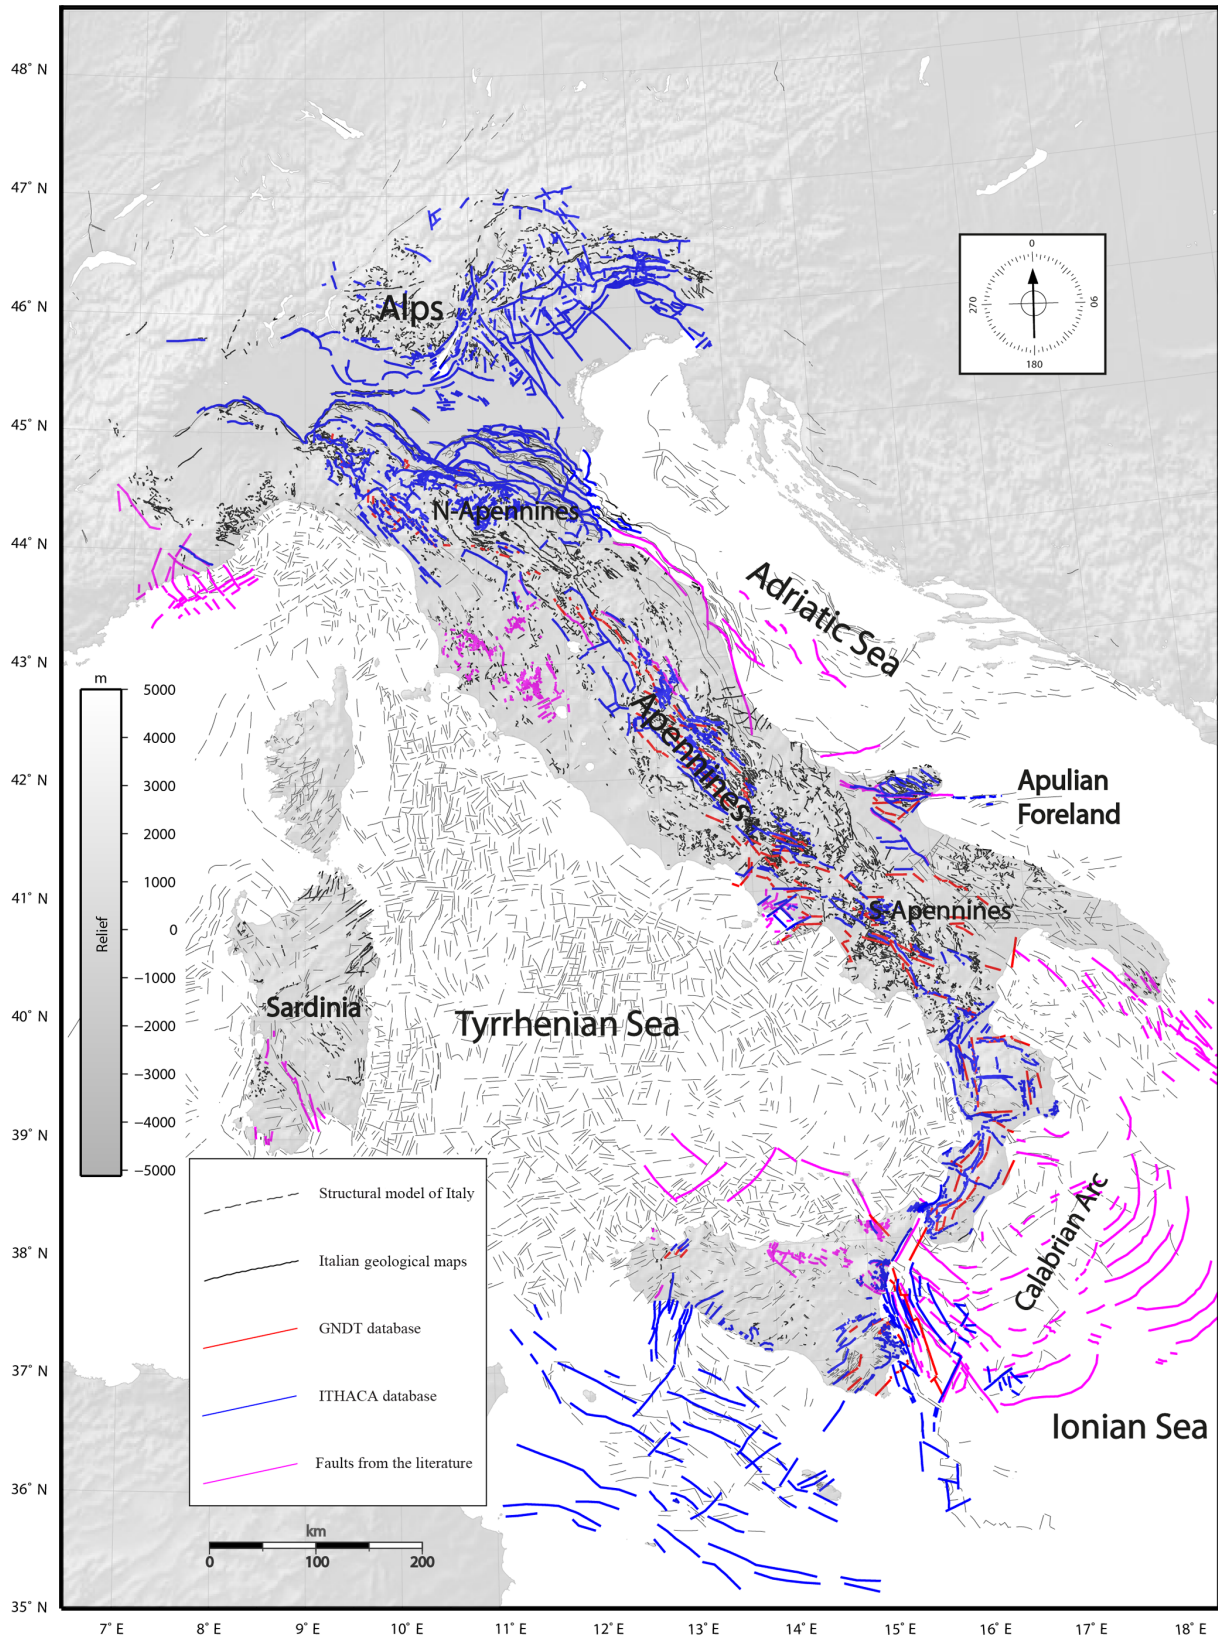 48° N
47° N
46° N
45° N
44° N
43° N
42° N
41° N
40° N
39° N
38° N
37° N
36° N
35° N
7° E
8° E
9° E
10° E
11° E
12° E
13° E
14° E
15° E
16° E
17° E
18° E
0
90
180
270
Alps
N-Apennines
Adriatic Sea
Apennines
Apulian
Foreland
S-Apennines
Sardinia
Tyrrhenian Sea
Calabrian Arc
Ionian Sea
m
5000
4000
3000
2000
1000
0
−1000
−2000
−3000
−4000
−5000
Relief
Structural model of Italy
Italian geological maps
GNDT database
ITHACA database
Faults from the literature
km
0 100 200